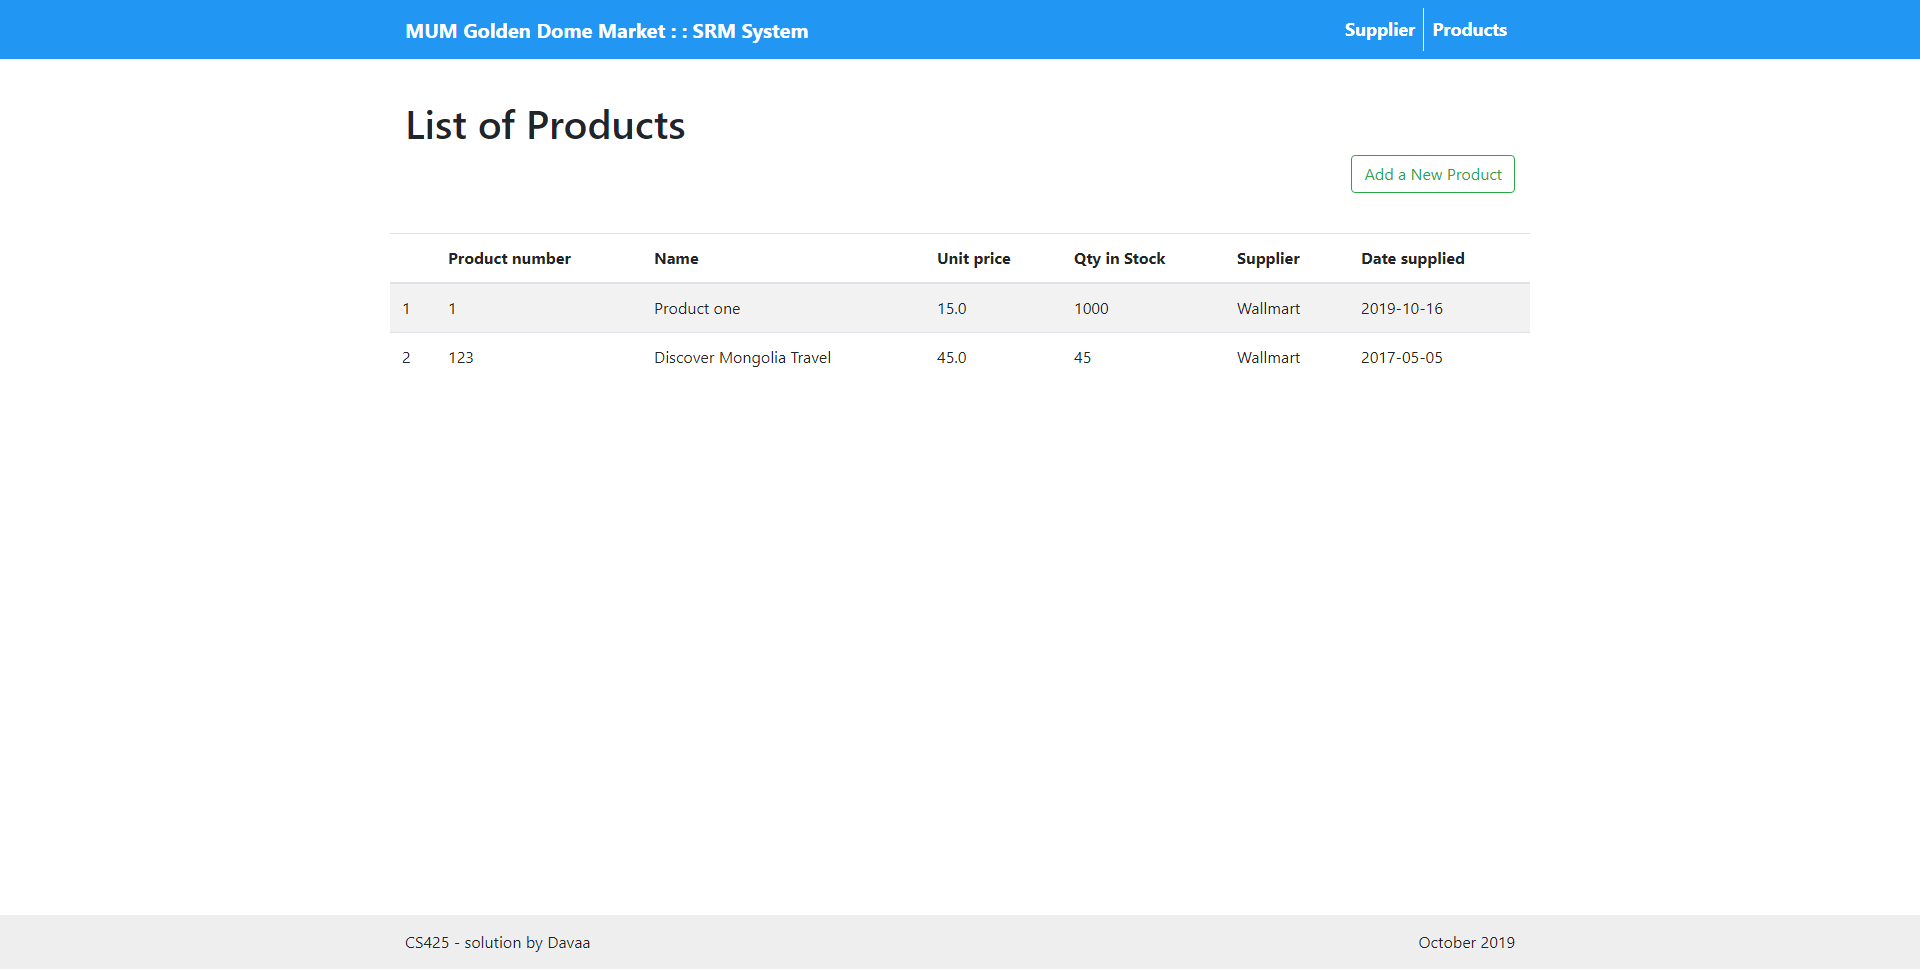 MUM Golden Dome Market : : SRM System Supplier Products
List of Products
Add a New Product
Product number Name Unit price Qty in Stock Supplier Date supplied
1 1 Product one 15.0 1000 Wallmart 2019-10-16
2 123 Discover Mongolia Travel 45.0 45 Wallmart 2017-05-05
CS425 - solution by Davaa October 2019